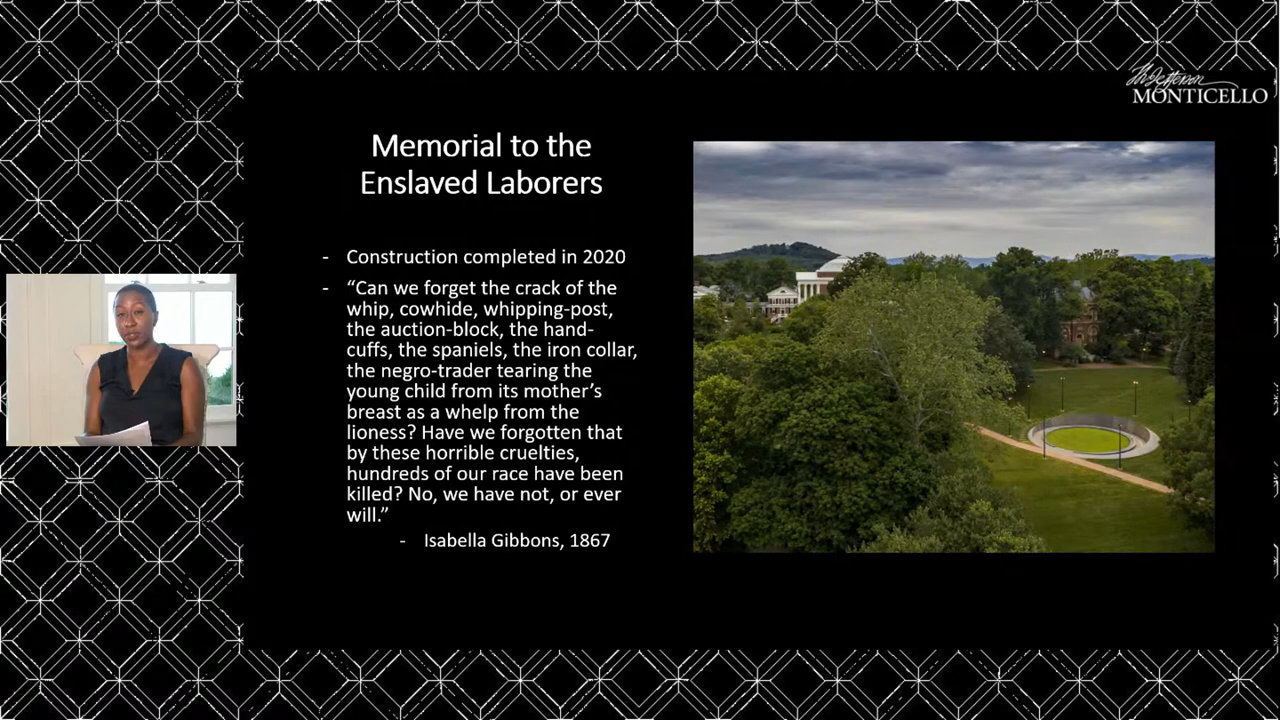 Th Jefferson
MONTICELLO
Memorial to the
Enslaved Laborers
- Construction completed in 2020
- “Can we forget the crack of the
whip, cowhide, whipping-post,
the auction-block, the hand-
cuffs, the spaniels, the iron collar,
the negro-trader tearing the
young child from its mother’s
breast as a whelp from the
lioness? Have we forgotten that
by these horrible cruelties,
hundreds of our race have been
killed? No, we have not, or ever
will.”
- Isabella Gibbons, 1867